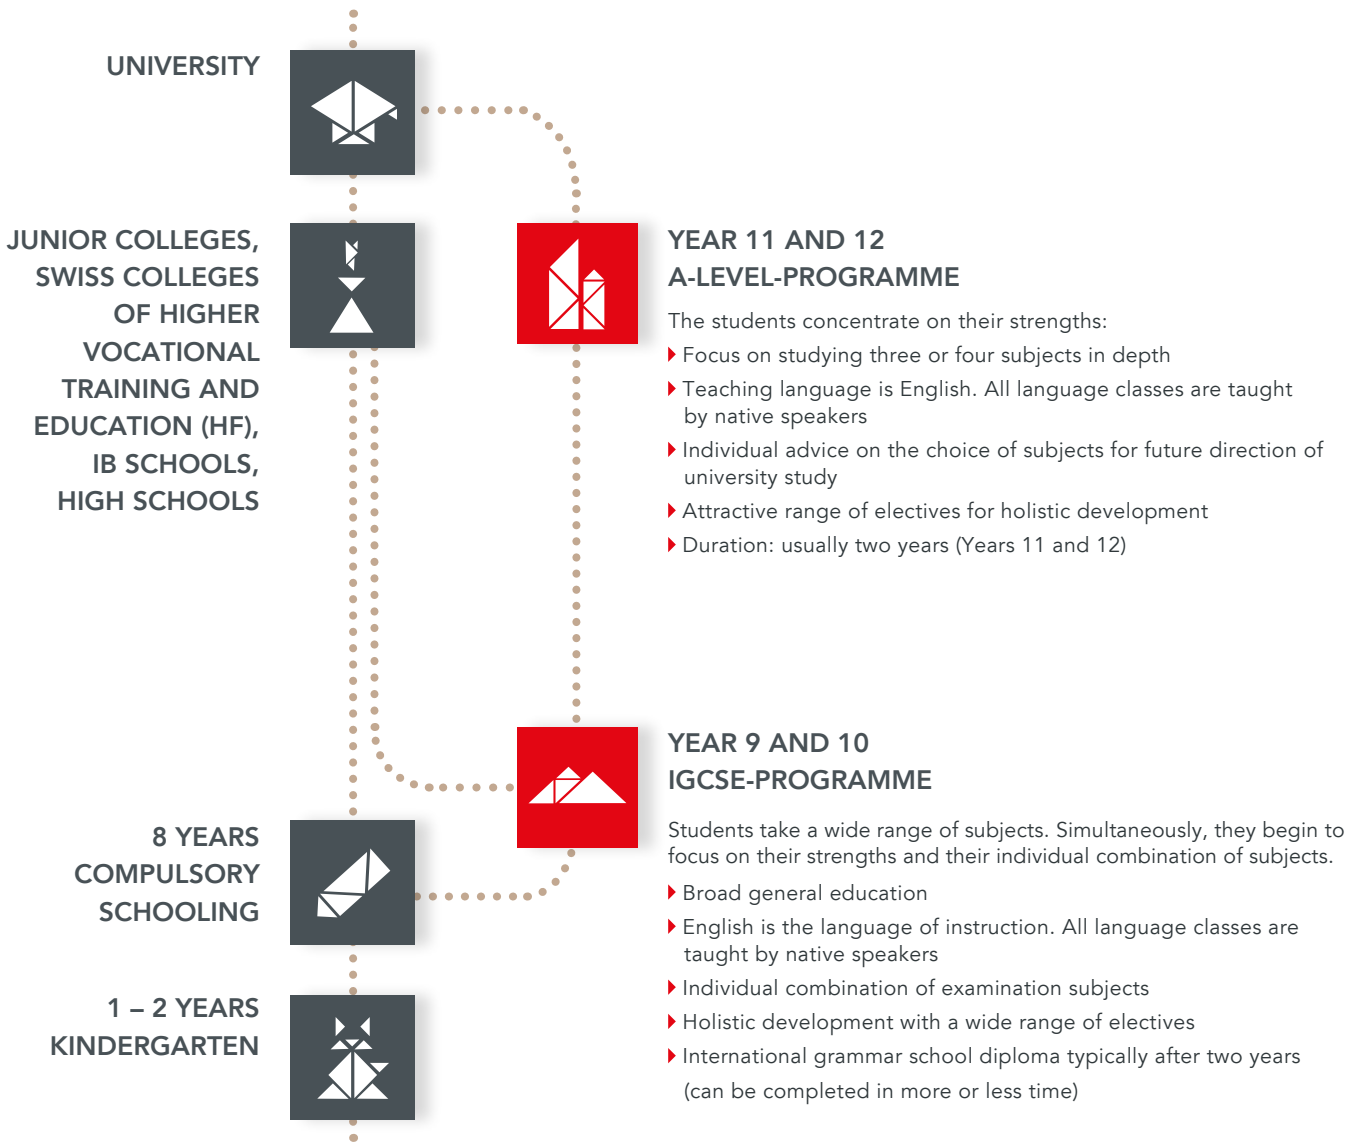 UNIVERSITY
JUNIOR COLLEGES,
SWISS COLLEGES
OF HIGHER
VOCATIONAL
TRAINING AND
EDUCATION (HF),
IB SCHOOLS,
HIGH SCHOOLS
YEAR 11 AND 12
A-LEVEL-PROGRAMME
The students concentrate on their strengths:
Focus on studying three or four subjects in depth
Teaching language is English. All language classes are taught
by native speakers
Individual advice on the choice of subjects for future direction of
university study
Attractive range of electives for holistic development
Duration: usually two years (Years 11 and 12)
YEAR 9 AND 10
IGCSE-PROGRAMME
Students take a wide range of subjects. Simultaneously, they begin to
focus on their strengths and their individual combination of subjects.
Broad general education
English is the language of instruction. All language classes are
taught by native speakers
Individual combination of examination subjects
Holistic development with a wide range of electives
International grammar school diploma typically after two years
(can be completed in more or less time)
8 YEARS
COMPULSORY
SCHOOLING
1 – 2 YEARS
KINDERGARTEN